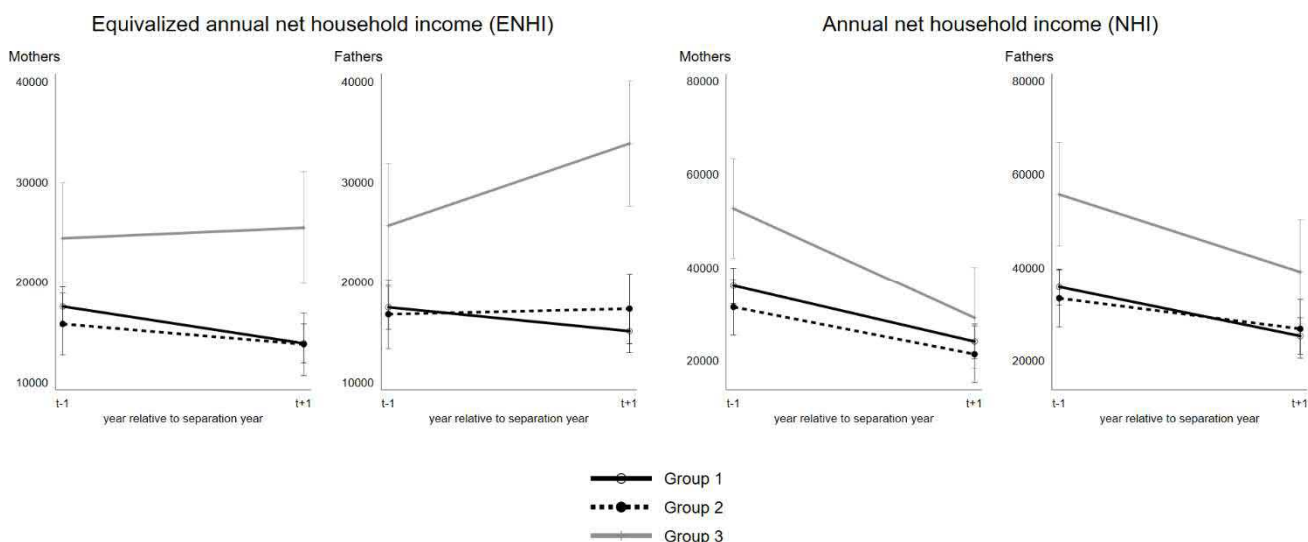 Equivalized annual net household income (ENHI)
Mothers
40000
30000
20000
10000
t-1
t+1
year relative to separation year
Fathers
40000
30000
20000
10000
t-1
t+1
year relative to separation year
Annual net household income (NHI)
Mothers
80000
60000
40000
20000
t-1
t+1
year relative to separation year
Fathers
80000
60000
40000
20000
t-1
t+1
year relative to separation year
Group 1
Group 2
Group 3